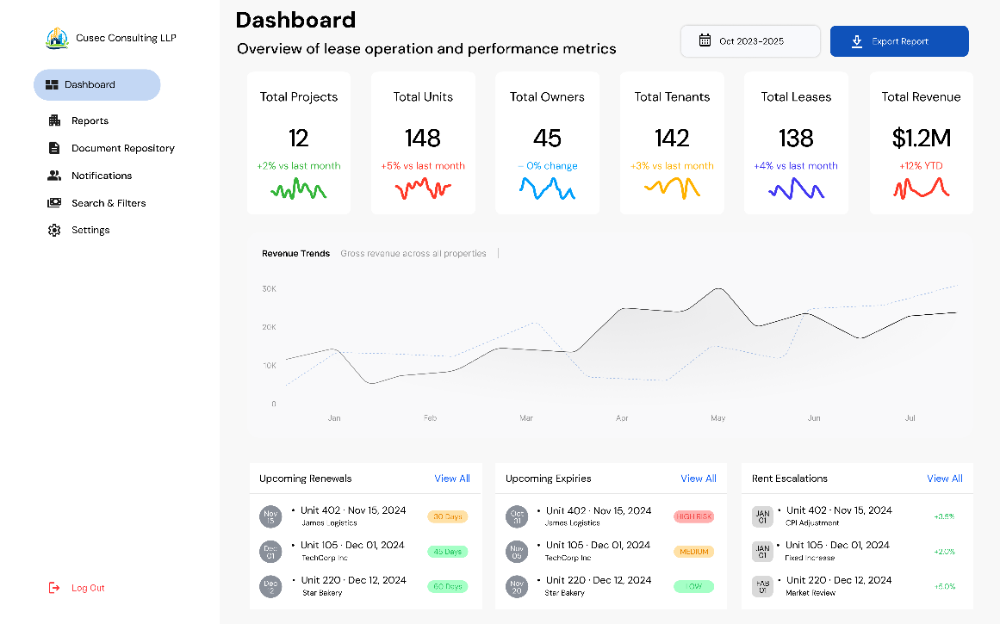 Cusec Consulting LLP
Dashboard
Reports
Document Repository
Notifications
Search & Filters
Settings
Log Out
Dashboard
Overview of lease operation and performance metrics
Oct 2023-2025
Export Report
Total Projects
12
+2% vs last month
Total Units
148
+5% vs last month
Total Owners
45
– 0% change
Total Tenants
142
+3% vs last month
Total Leases
138
+4% vs last month
Total Revenue
$1.2M
+12% YTD
Revenue Trends Gross revenue across all properties
30K
20K
10K
0
Jan Feb Mar Apr May Jun Jul
Upcoming Renewals View All
Nov
15
• Unit 402 · Nov 15, 2024
James Logistics
30 Days
Dec
01
• Unit 105 · Dec 01, 2024
TechCorp Inc
45 Days
Dec
2
• Unit 220 · Dec 12, 2024
Star Bakery
60 Days
Upcoming Expiries View All
Oct
31
• Unit 402 · Nov 15, 2024
James Logistics
HIGH RISK
Nov
05
• Unit 105 · Dec 01, 2024
TechCorp Inc
MEDIUM
Nov
20
• Unit 220 · Dec 12, 2024
Star Bakery
LOW
Rent Escalations View All
JAN
01
• Unit 402 · Nov 15, 2024
CPI Adjustment
+3.5%
JAN
01
• Unit 105 · Dec 01, 2024
Fixed Increase
+2.0%
FAB
01
• Unit 220 · Dec 12, 2024
Market Review
+5.0%